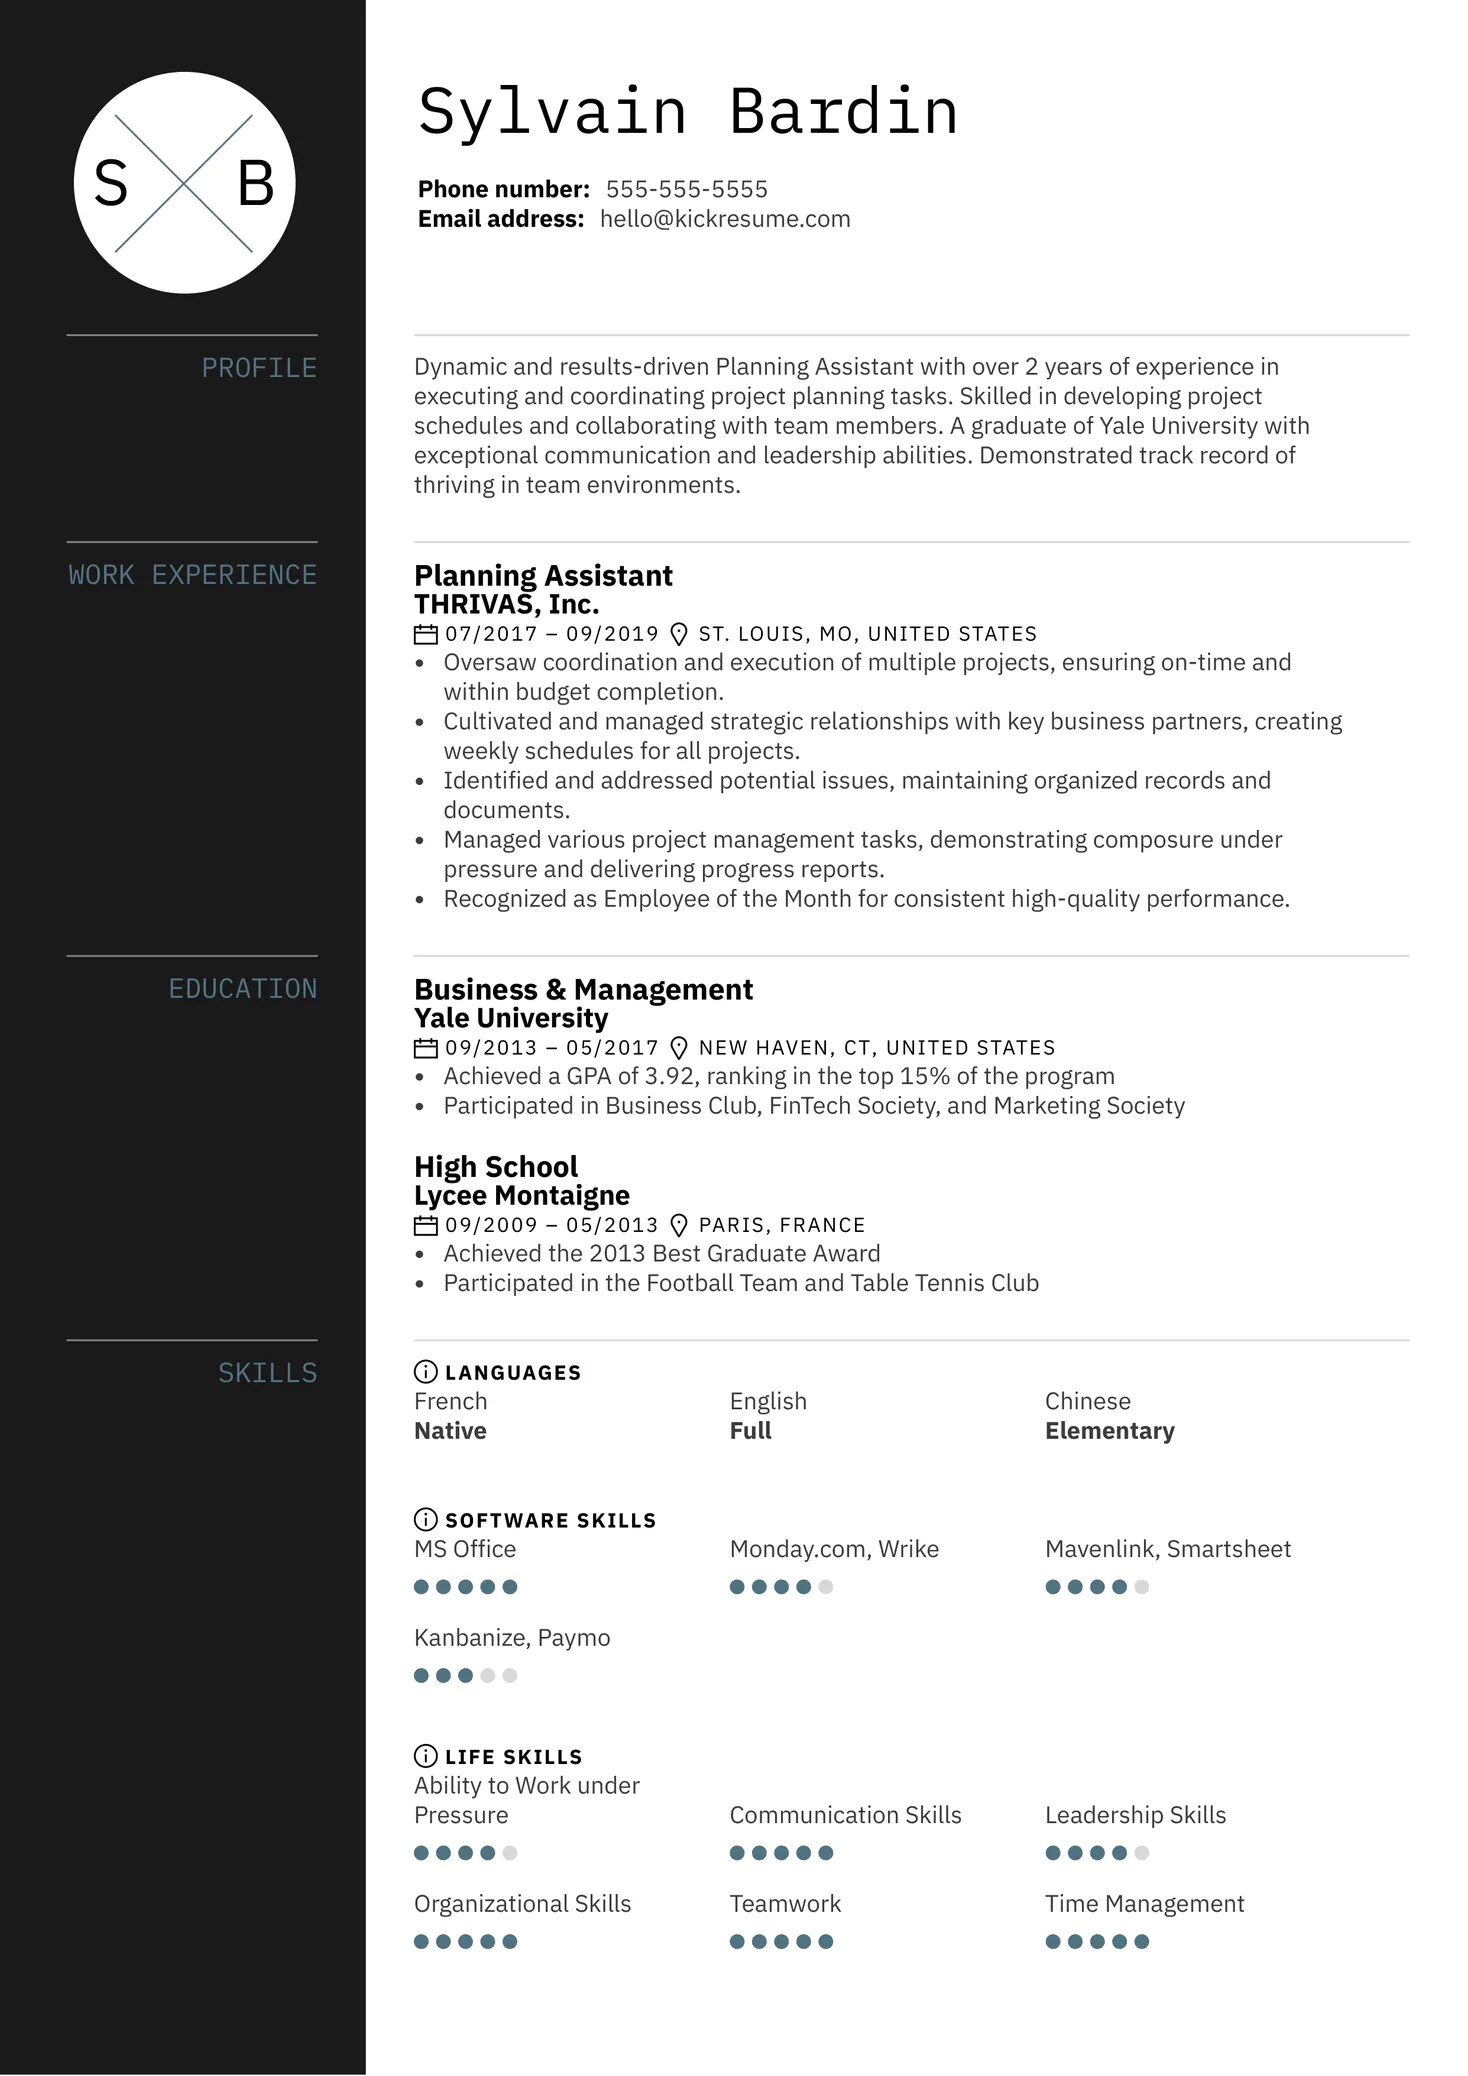 S B
Sylvain Bardin
Phone number: 555-555-5555
Email address: hello@kickresume.com
PROFILE
Dynamic and results-driven Planning Assistant with over 2 years of experience in
executing and coordinating project planning tasks. Skilled in developing project
schedules and collaborating with team members. A graduate of Yale University with
exceptional communication and leadership abilities. Demonstrated track record of
thriving in team environments.
WORK EXPERIENCE
Planning Assistant
THRIVAS, Inc.
07/2017 – 09/2019 ST. LOUIS, MO, UNITED STATES
• Oversaw coordination and execution of multiple projects, ensuring on-time and
within budget completion.
• Cultivated and managed strategic relationships with key business partners, creating
weekly schedules for all projects.
• Identified and addressed potential issues, maintaining organized records and
documents.
• Managed various project management tasks, demonstrating composure under
pressure and delivering progress reports.
• Recognized as Employee of the Month for consistent high-quality performance.
EDUCATION
Business & Management
Yale University
09/2013 – 05/2017 NEW HAVEN, CT, UNITED STATES
• Achieved a GPA of 3.92, ranking in the top 15% of the program
• Participated in Business Club, FinTech Society, and Marketing Society
High School
Lycee Montaigne
09/2009 – 05/2013 PARIS, FRANCE
• Achieved the 2013 Best Graduate Award
• Participated in the Football Team and Table Tennis Club
SKILLS
LANGUAGES
French English Chinese
Native Full Elementary
SOFTWARE SKILLS
MS Office Monday.com, Wrike Mavenlink, Smartsheet
Kanbanize, Paymo
LIFE SKILLS
Ability to Work under
Pressure Communication Skills Leadership Skills
Organizational Skills Teamwork Time Management